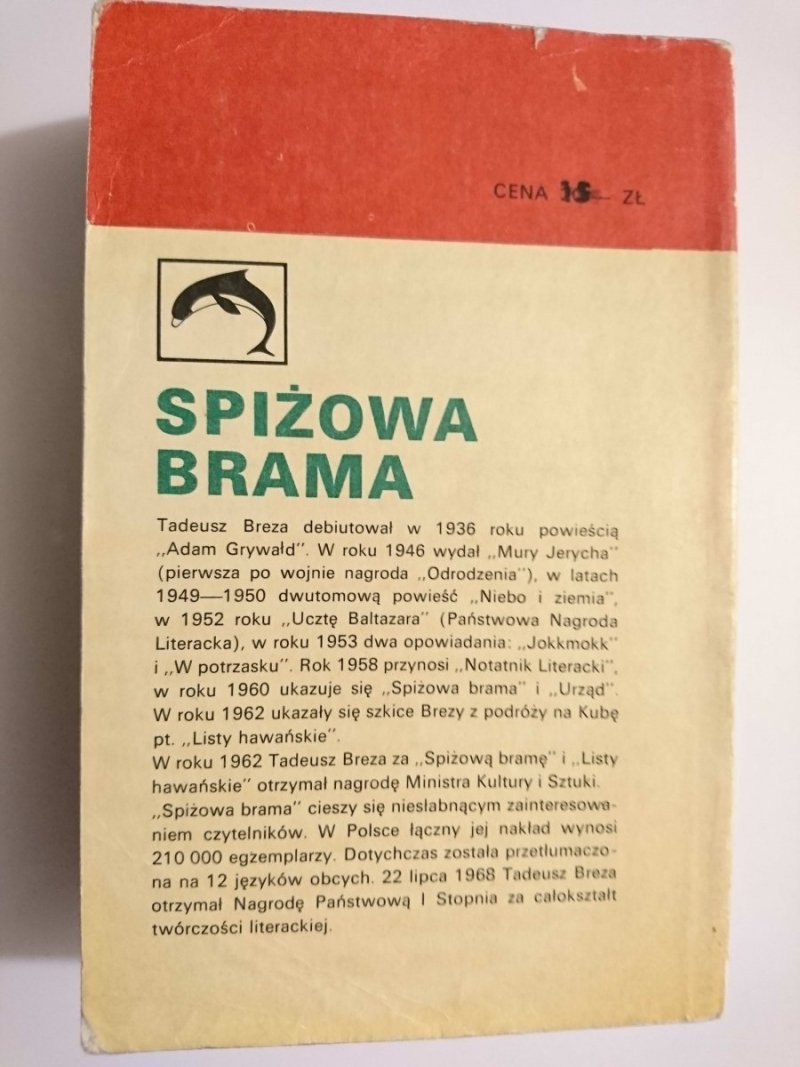 CENA 15 ZŁ
SPIŻOWA
BRAMA
Tadeusz Breza debiutował w 1936 roku powieścią
„Adam Grywałd”. W roku 1946 wydał „Mury Jerycha”
(pierwsza po wojnie nagroda „Odrodzenia”), w latach
1949—1950 dwutomową powieść „Niebo i ziemia”,
w 1952 roku „Ucztę Baltazara” (Państwowa Nagroda
Literacka), w roku 1953 dwa opowiadania: „Jokkmokk”
i „W potrzasku”. Rok 1958 przynosi „Notatnik Literacki”,
w roku 1960 ukazuje się „Spiżowa brama” i „Urząd”.
W roku 1962 ukazały się szkice Brezy z podróży na Kubę
pt. „Listy hawańskie”.
W roku 1962 Tadeusz Breza za „Spiżową bramę” i „Listy
hawańskie” otrzymał nagrodę Ministra Kultury i Sztuki.
„Spiżowa brama” cieszy się niesłabnącym zainteresowa-
niem czytelników. W Polsce łączny jej nakład wynosi
210 000 egzemplarzy. Dotychczas została przetłumaczo-
na na 12 języków obcych. 22 lipca 1968 Tadeusz Breza
otrzymał Nagrodę Państwową I Stopnia za całokształt
twórczości literackiej.